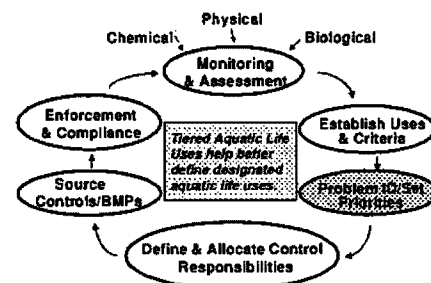 Physical
Chemical
Biological
Monitoring
& Assessment
Enforcement
& Compliance
Establish Uses
& Criteria
Tiered Aquatic Life
Uses help better
define designated
aquatic life uses.
Source
Controls/BMPs
Problem ID/Set
Priorities
Define & Allocate Control
Responsibilities